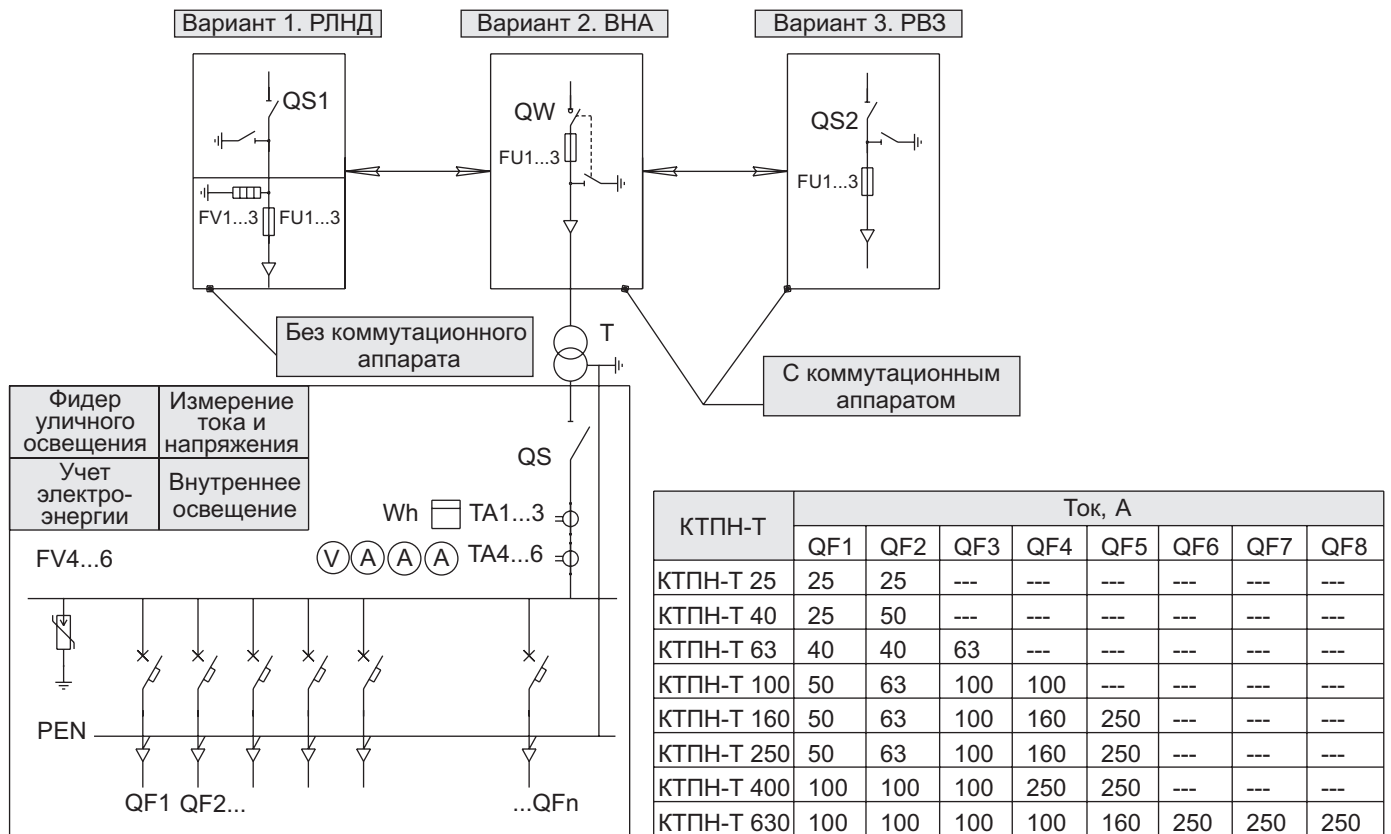 Вариант 1. РЛНД
Вариант 2. ВНА
Вариант 3. РВЗ
QS1
FV1...3
FU1...3
QW
FU1...3
QS2
FU1...3
Без коммутационного
аппарата
T
С коммутационным
аппаратом
Фидер
уличного
освещения
Измерение
тока и
напряжения
Учет
электро-
энергии
Внутреннее
освещение
QS
Wh
TA1...3
FV4...6
V A A A
TA4...6
PEN
QF1 QF2...
...QFn
КТПН-Т
Ток, А
QF1 QF2 QF3 QF4 QF5 QF6 QF7 QF8
КТПН-Т 25 25 25 --- --- --- --- --- ---
КТПН-Т 40 25 50 --- --- --- --- --- ---
КТПН-Т 63 40 40 63 --- --- --- --- ---
КТПН-Т 100 50 63 100 100 --- --- --- ---
КТПН-Т 160 50 63 100 160 250 --- --- ---
КТПН-Т 250 50 63 100 160 250 --- --- ---
КТПН-Т 400 100 100 100 250 250 --- --- ---
КТПН-Т 630 100 100 100 100 160 250 250 250